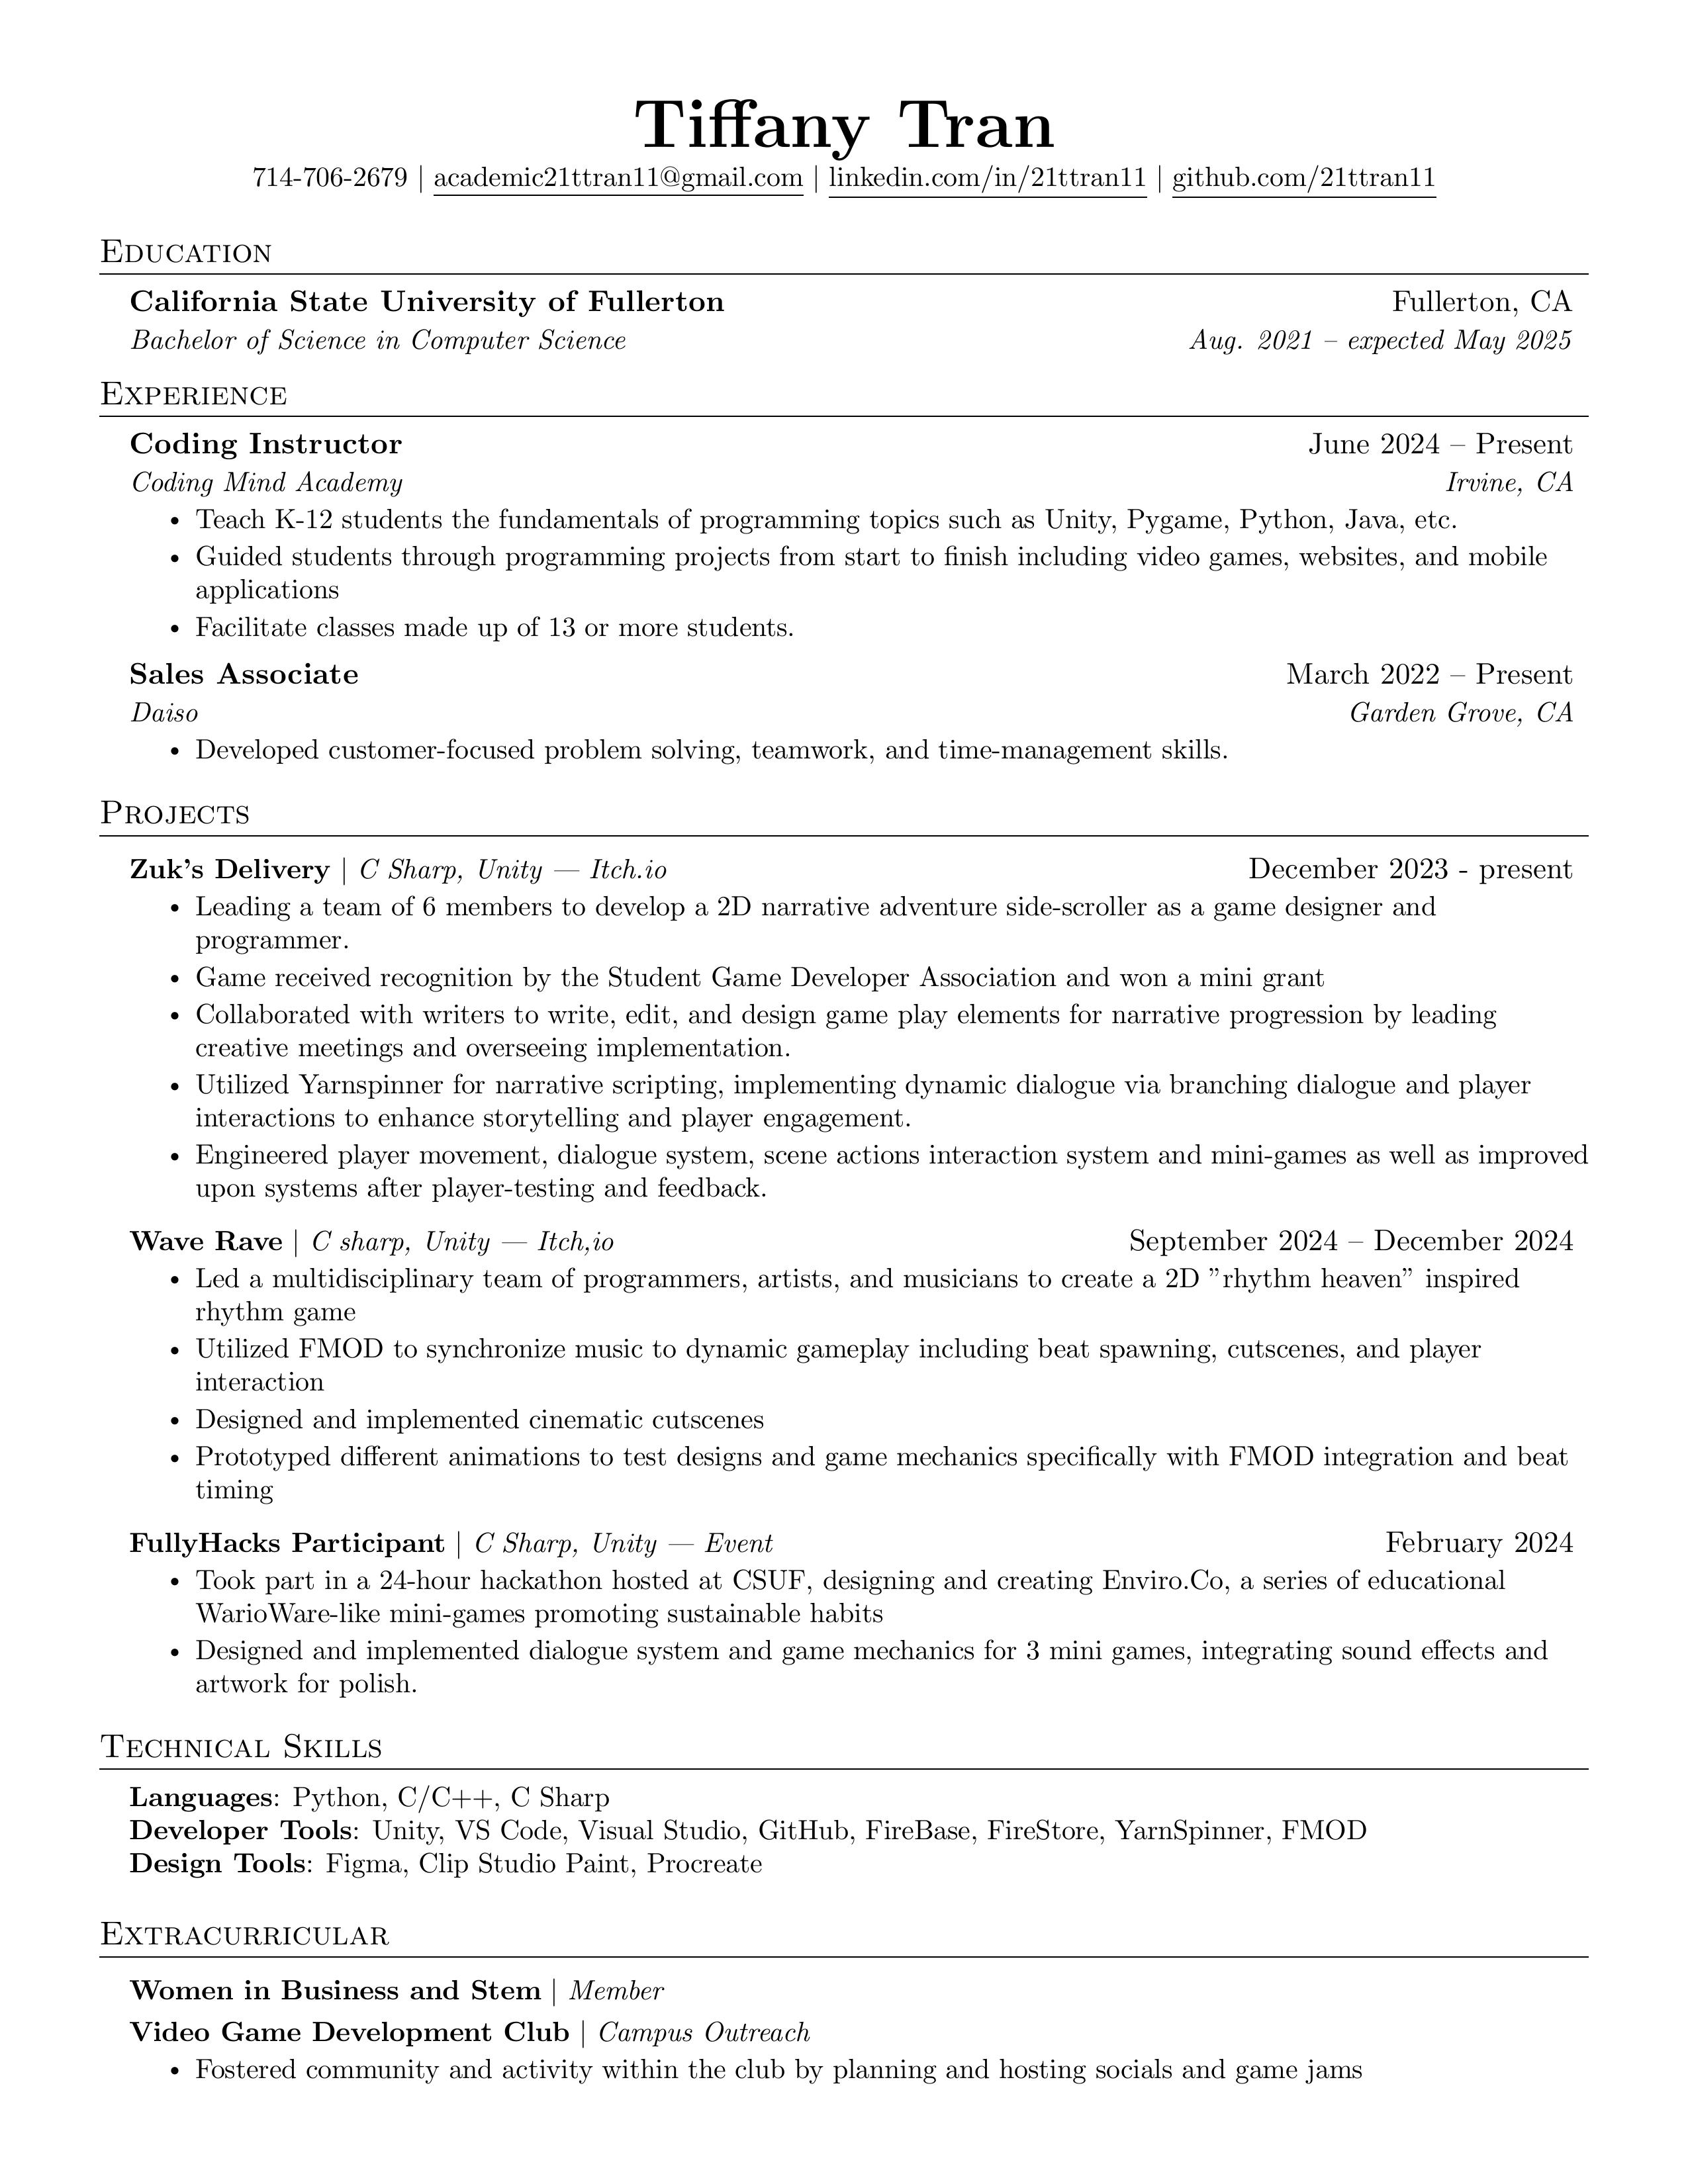 Tiffany Tran
714-706-2679 | academic21ttran11@gmail.com | linkedin.com/in/21ttran11 | github.com/21ttran11
Education
California State University of Fullerton Fullerton, CA
Bachelor of Science in Computer Science Aug. 2021 – expected May 2025
Experience
Coding Instructor June 2024 – Present
Coding Mind Academy Irvine, CA
• Teach K-12 students the fundamentals of programming topics such as Unity, Pygame, Python, Java, etc.
• Guided students through programming projects from start to finish including video games, websites, and mobile
applications
• Facilitate classes made up of 13 or more students.
Sales Associate March 2022 – Present
Daiso Garden Grove, CA
• Developed customer-focused problem solving, teamwork, and time-management skills.
Projects
Zuk's Delivery | C Sharp, Unity — Itch.io December 2023 - present
• Leading a team of 6 members to develop a 2D narrative adventure side-scroller as a game designer and
programmer.
• Game received recognition by the Student Game Developer Association and won a mini grant
• Collaborated with writers to write, edit, and design game play elements for narrative progression by leading
creative meetings and overseeing implementation.
• Utilized Yarnspinner for narrative scripting, implementing dynamic dialogue via branching dialogue and player
interactions to enhance storytelling and player engagement.
• Engineered player movement, dialogue system, scene actions interaction system and mini-games as well as improved
upon systems after player-testing and feedback.
Wave Rave | C sharp, Unity — Itch,io September 2024 – December 2024
• Led a multidisciplinary team of programmers, artists, and musicians to create a 2D ”rhythm heaven” inspired
rhythm game
• Utilized FMOD to synchronize music to dynamic gameplay including beat spawning, cutscenes, and player
interaction
• Designed and implemented cinematic cutscenes
• Prototyped different animations to test designs and game mechanics specifically with FMOD integration and beat
timing
FullyHacks Participant | C Sharp, Unity — Event February 2024
• Took part in a 24-hour hackathon hosted at CSUF, designing and creating Enviro.Co, a series of educational
WarioWare-like mini-games promoting sustainable habits
• Designed and implemented dialogue system and game mechanics for 3 mini games, integrating sound effects and
artwork for polish.
Technical Skills
Languages: Python, C/C++, C Sharp
Developer Tools: Unity, VS Code, Visual Studio, GitHub, FireBase, FireStore, YarnSpinner, FMOD
Design Tools: Figma, Clip Studio Paint, Procreate
Extracurricular
Women in Business and Stem | Member
Video Game Development Club | Campus Outreach
• Fostered community and activity within the club by planning and hosting socials and game jams